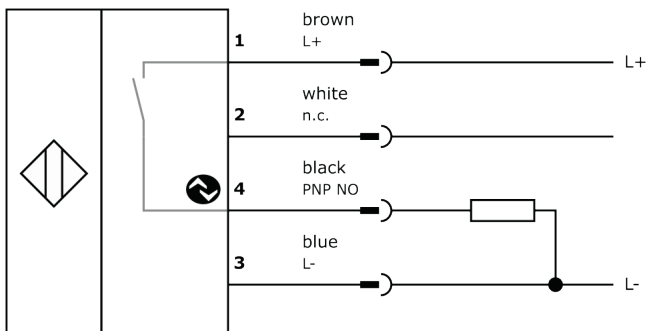 brown
1
L+
L+
white
2
n.c.
black
4
PNP NO
blue
3
L-
L-